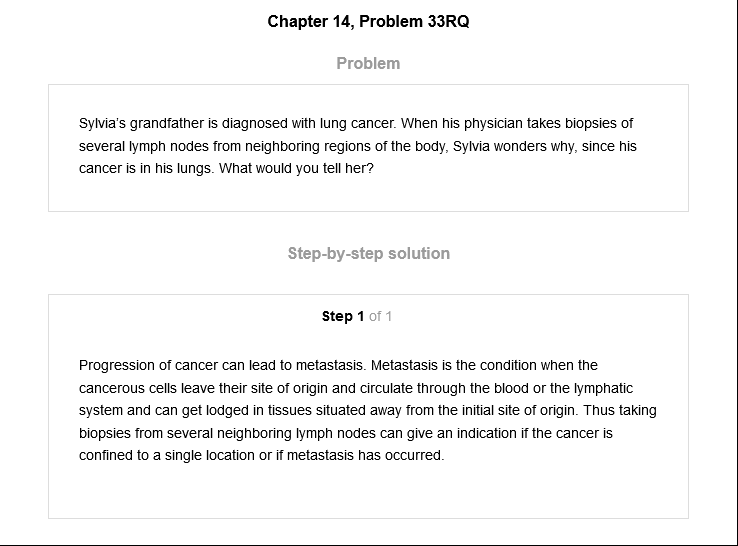 Chapter 14, Problem 33RQ
Problem
Sylvia's grandfather is diagnosed with lung cancer. When his physician takes biopsies of
several lymph nodes from neighboring regions of the body, Sylvia wonders why, since his
cancer is in his lungs. What would you tell her?
Step-by-step solution
Step 1 of 1
Progression of cancer can lead to metastasis. Metastasis is the condition when the
cancerous cells leave their site of origin and circulate through the blood or the lymphatic
system and can get lodged in tissues situated away from the initial site of origin. Thus taking
biopsies from several neighboring lymph nodes can give an indication if the cancer is
confined to a single location or if metastasis has occurred.